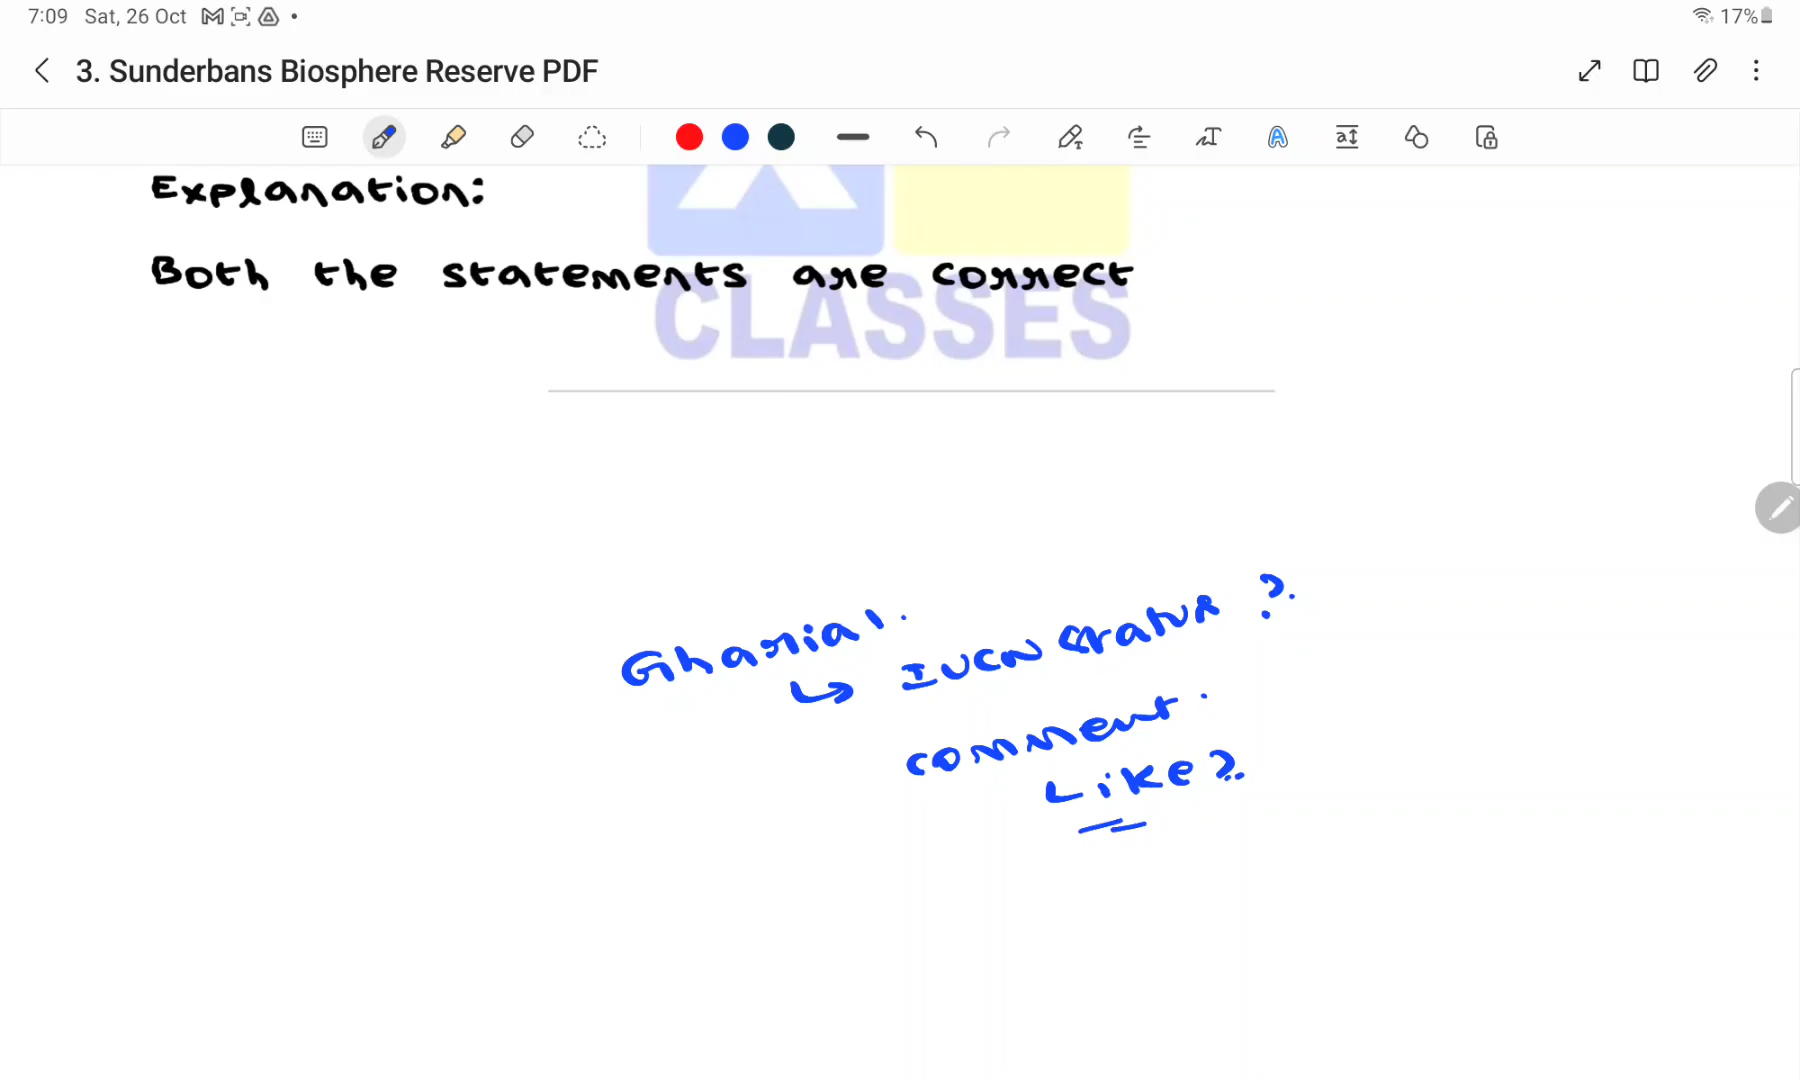 7:09 Sat, 26 Oct
17%
3. Sunderbans Biosphere Reserve PDF
Explanation:
Both the statements are correct
CLASSES
Gharial.
IUCN status ?
comment.
Like?